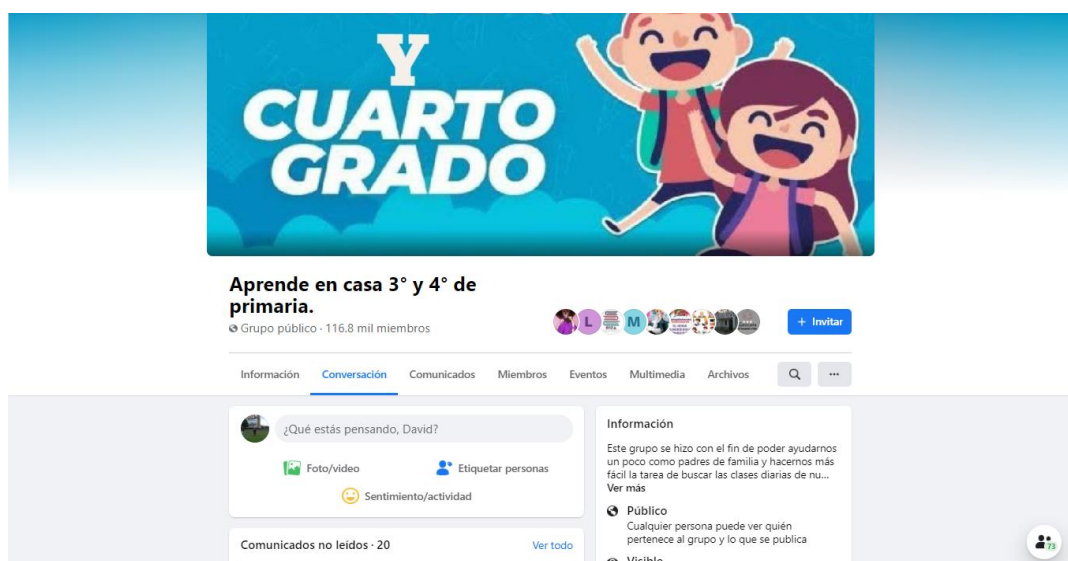 Y
CUARTO
GRADO
Aprende en casa 3° y 4° de
primaria.
Grupo público · 116.8 mil miembros
L
M
+ Invitar
Información
Conversación
Comunicados
Miembros
Eventos
Multimedia
Archivos
¿Qué estás pensando, David?
Foto/video
Etiquetar personas
Sentimiento/actividad
Comunicados no leídos · 20
Ver todo
Información
Este grupo se hizo con el fin de poder ayudarnos
un poco como padres de familia y hacernos más
fácil la tarea de buscar las clases diarias de nu...
Ver más
Público
Cualquier persona puede ver quién
pertenece al grupo y lo que se publica
Visible
73